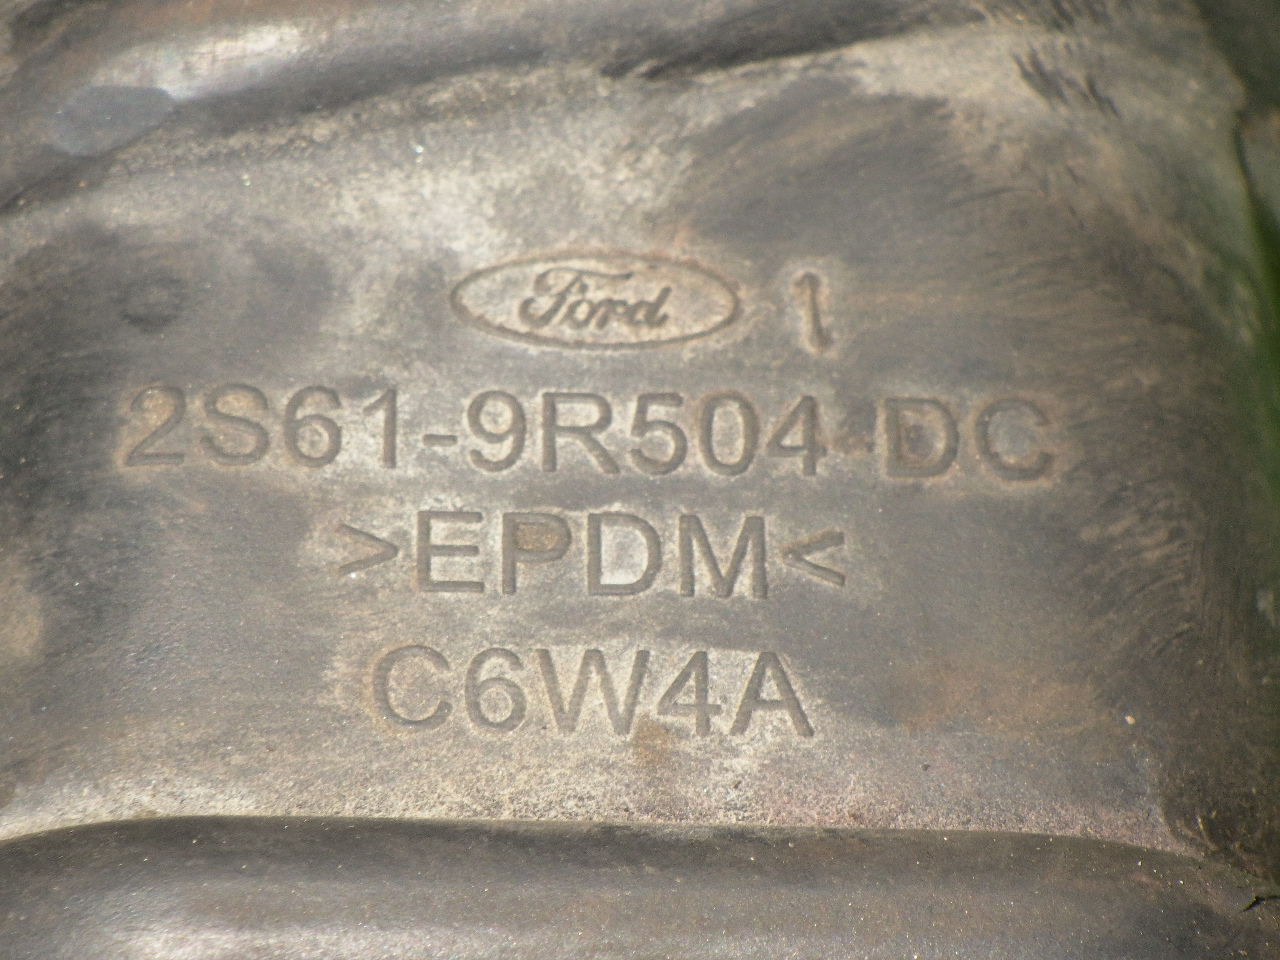 Ford 1
2S61-9R504-DC
>EPDM<
C6W4A